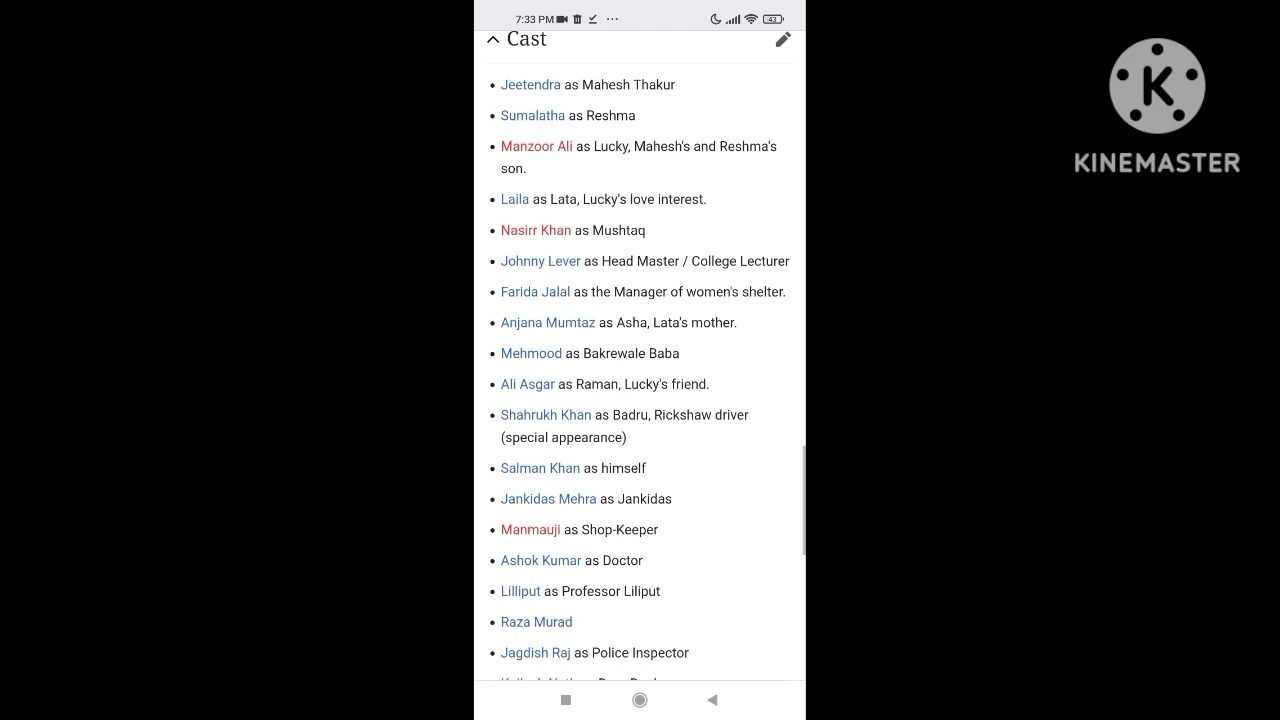 7:33 PM ... 43
Cast
K
KINEMASTER
Jeetendra as Mahesh Thakur
Sumalatha as Reshma
Manzoor Ali as Lucky, Mahesh's and Reshma's
son.
Laila as Lata, Lucky's love interest.
Nasirr Khan as Mushtaq
Johnny Lever as Head Master / College Lecturer
Farida Jalal as the Manager of women's shelter.
Anjana Mumtaz as Asha, Lata's mother.
Mehmood as Bakrewale Baba
Ali Asgar as Raman, Lucky's friend.
Shahrukh Khan as Badru, Rickshaw driver
(special appearance)
Salman Khan as himself
Jankidas Mehra as Jankidas
Manmauji as Shop-Keeper
Ashok Kumar as Doctor
Lilliput as Professor Liliput
Raza Murad
Jagdish Raj as Police Inspector